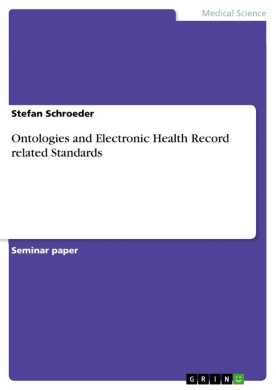 Medical Science
Stefan Schroeder
Ontologies and Electronic Health Record
related Standards
Seminar paper
GRIN